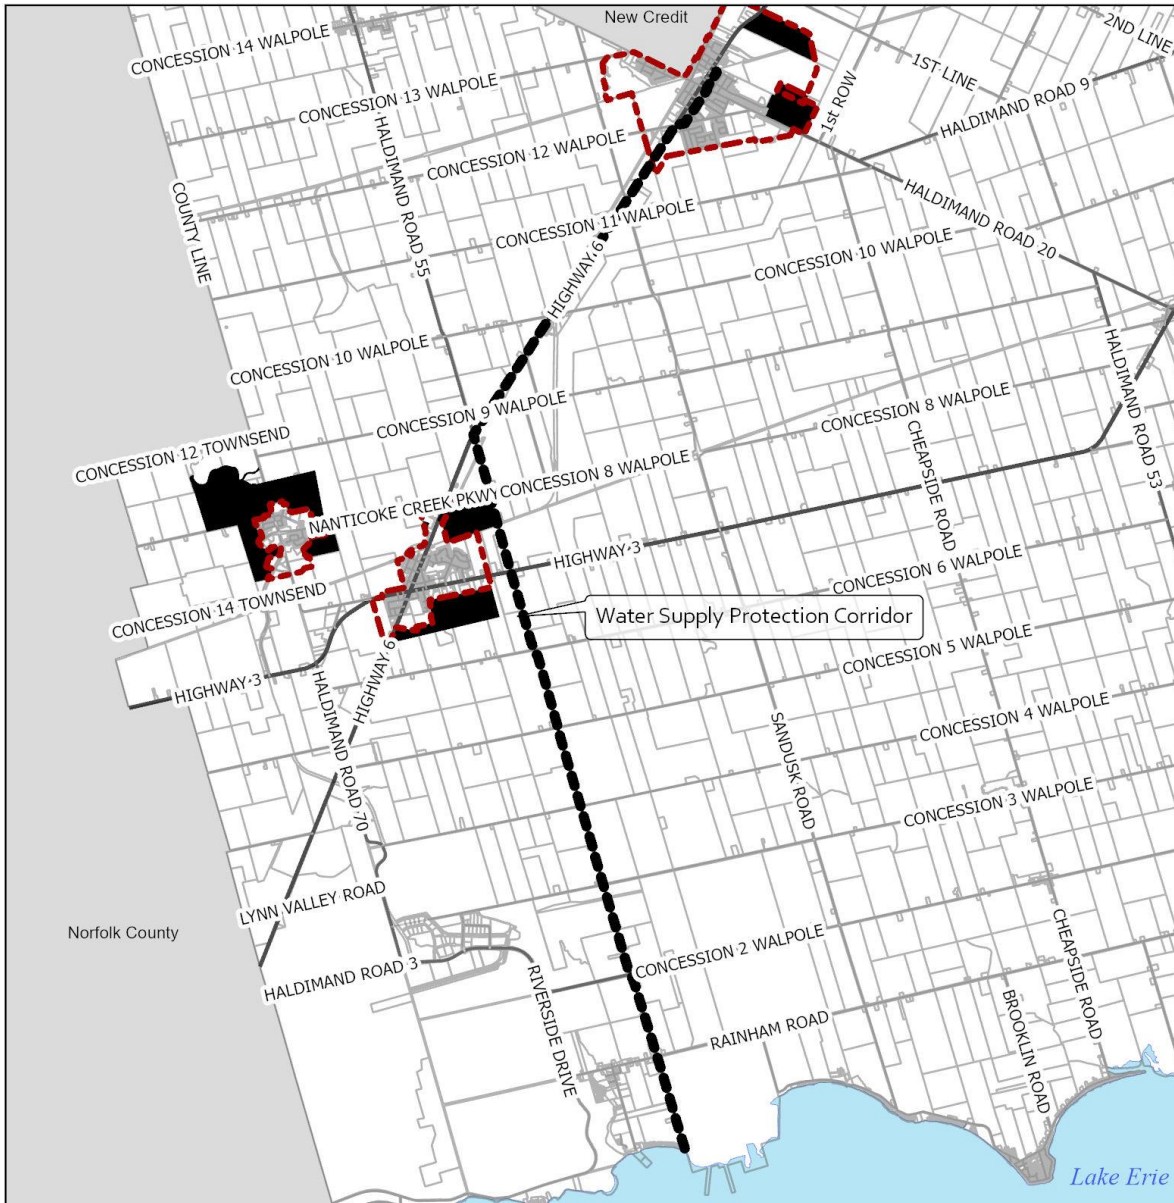 New Credit
CONCESSION 14 WALPOLE
2ND LINE
1ST LINE
CONCESSION 13 WALPOLE
HALDIMAND ROAD 9
1st ROW
HALDIMAND ROAD 55
CONCESSION 12 WALPOLE
COUNTY LINE
HALDIMAND ROAD 20
CONCESSION 11 WALPOLE
CONCESSION 10 WALPOLE
HIGHWAY 6
CONCESSION 10 WALPOLE
HALDIMAND ROAD 53
CONCESSION 9 WALPOLE
CONCESSION 8 WALPOLE
CONCESSION 12 TOWNSEND
CHEAPSIDE ROAD
CONCESSION 8 WALPOLE
NANTICOKE CREEK PKWY
HIGHWAY 3
CONCESSION 6 WALPOLE
CONCESSION 14 TOWNSEND
Water Supply Protection Corridor
CONCESSION 5 WALPOLE
HIGHWAY 3
HIGHWAY 6
HALDIMAND ROAD 70
SANDUSK ROAD
CONCESSION 4 WALPOLE
CONCESSION 3 WALPOLE
LYNN VALLEY ROAD
Norfolk County
CONCESSION 2 WALPOLE
CHEAPSIDE ROAD
HALDIMAND ROAD 3
RIVERSIDE DRIVE
RAINHAM ROAD
BROOKLIN ROAD
Lake Erie